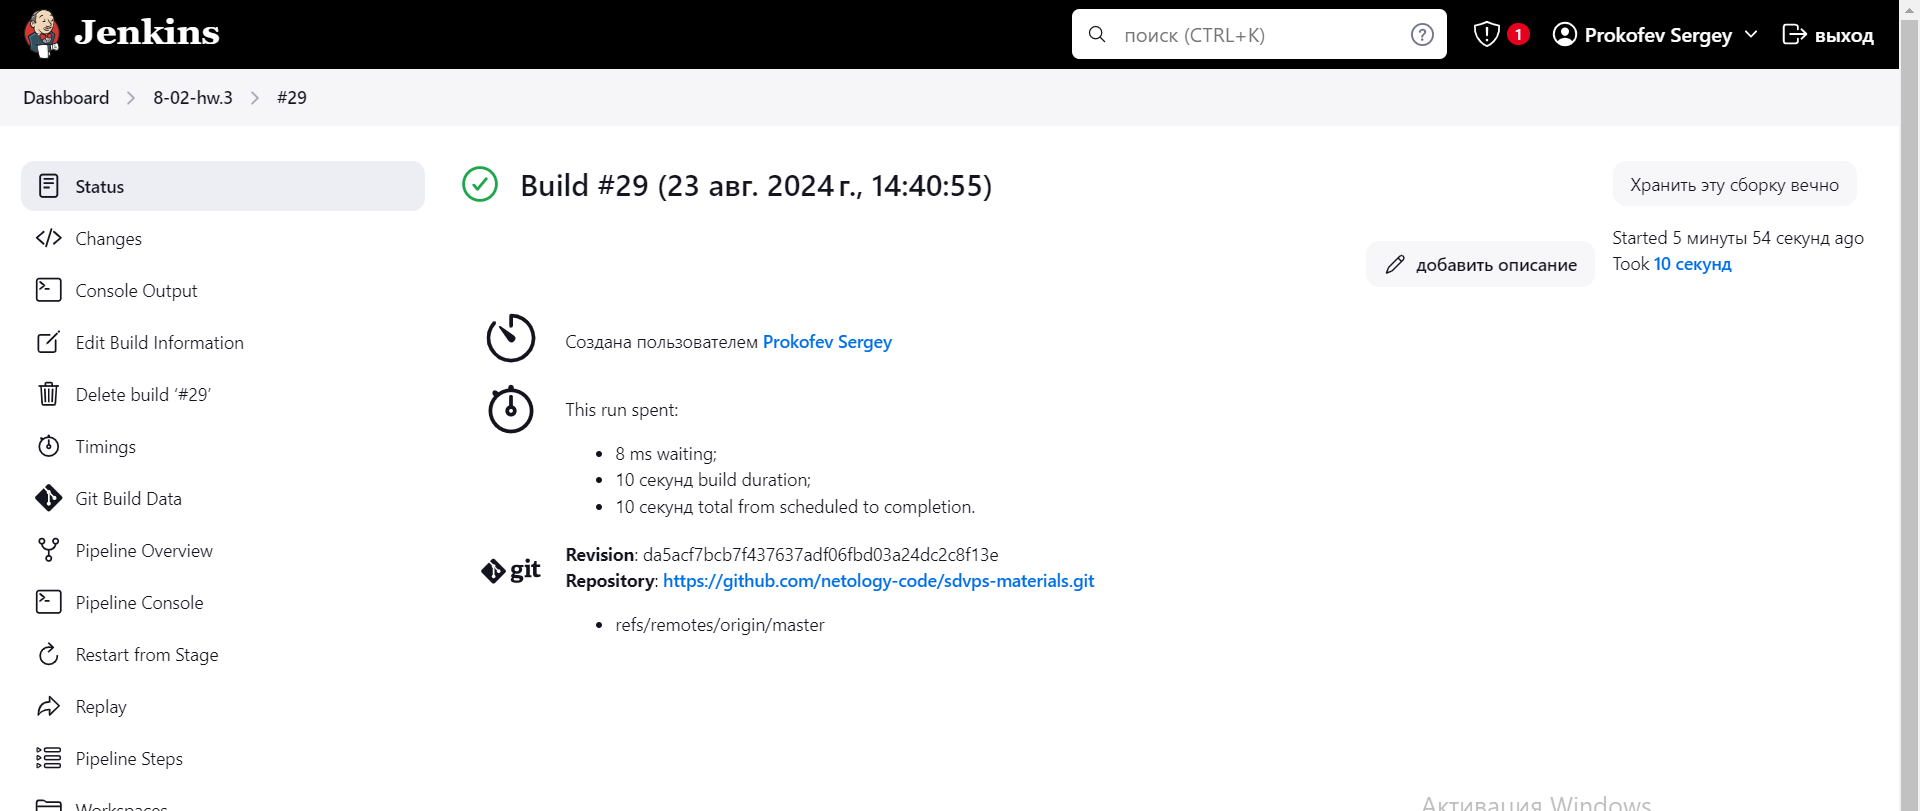 Jenkins
поиск (CTRL+K)
1
Prokofev Sergey
выход
Dashboard > 8-02-hw.3 > #29
Status
Changes
Console Output
Edit Build Information
Delete build ‘#29’
Timings
Git Build Data
Pipeline Overview
Pipeline Console
Restart from Stage
Replay
Pipeline Steps
Workspaces
Build #29 (23 авг. 2024 г., 14:40:55)
Хранить эту сборку вечно
добавить описание
Started 5 минуты 54 секунд ago
Took 10 секунд
Создана пользователем Prokofev Sergey
This run spent:
• 8 ms waiting;
• 10 секунд build duration;
• 10 секунд total from scheduled to completion.
git
Revision: da5acf7bcb7f437637adf06fbd03a24dc2c8f13e
Repository: https://github.com/netology-code/sdvps-materials.git
• refs/remotes/origin/master
Активация Windows